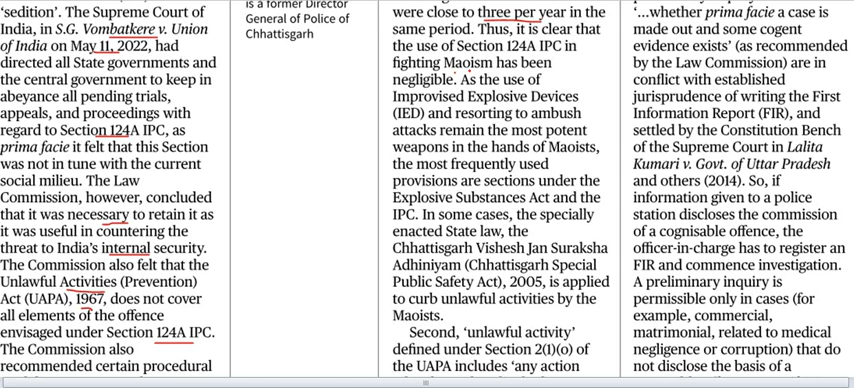 'sedition'. The Supreme Court of
India, in S.G. Vombatkere v. Union
of India on May 11, 2022, had
directed all State governments and
the central government to keep in
abeyance all pending trials,
appeals, and proceedings with
regard to Section 124A IPC, as
prima facie it felt that this Section
was not in tune with the current
social milieu. The Law
Commission, however, concluded
that it was necessary to retain it as
it was useful in countering the
threat to India's internal security.
The Commission also felt that the
Unlawful Activities (Prevention)
Act (UAPA), 1967, does not cover
all elements of the offence
envisaged under Section 124A IPC.
The Commission also
recommended certain procedural
is a former Director
General of Police of
Chhattisgarh
were close to three per year in the
same period. Thus, it is clear that
the use of Section 124A IPC in
fighting Maoism has been
negligible. As the use of
Improvised Explosive Devices
(IED) and resorting to ambush
attacks remain the most potent
weapons in the hands of Maoists,
the most frequently used
provisions are sections under the
Explosive Substances Act and the
IPC. In some cases, the specially
enacted State law, the
Chhattisgarh Vishesh Jan Suraksha
Adhiniyam (Chhattisgarh Special
Public Safety Act), 2005, is applied
to curb unlawful activities by the
Maoists.
Second, 'unlawful activity'
defined under Section 2(1)(o) of
the UAPA includes 'any action
'...whether prima facie a case is
made out and some cogent
evidence exists' (as recommended
by the Law Commission) are in
conflict with established
jurisprudence of writing the First
Information Report (FIR), and
settled by the Constitution Bench
of the Supreme Court in Lalita
Kumari v. Govt. of Uttar Pradesh
and others (2014). So, if
information given to a police
station discloses the commission
of a cognisable offence, the
officer-in-charge has to register an
FIR and commence investigation.
A preliminary inquiry is
permissible only in cases (for
example, commercial,
matrimonial, related to medical
negligence or corruption) that do
not disclose the basis of a